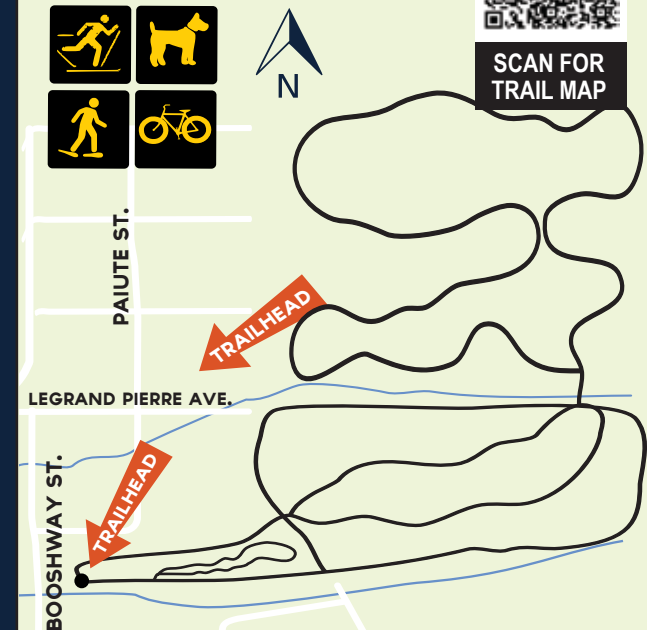 N
SCAN FOR
TRAIL MAP
PAIUTE ST.
TRAILHEAD
LEGRAND PIERRE AVE.
TRAILHEAD
BOOSHWAY ST.